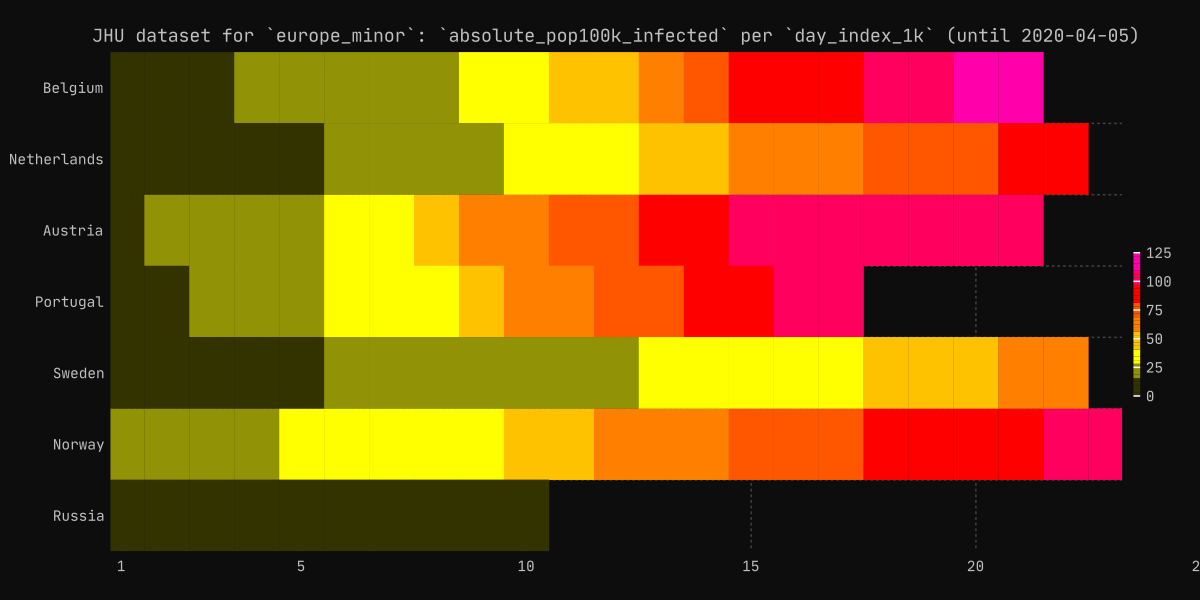 JHU dataset for `europe_minor`: `absolute_pop100k_infected` per `day_index_1k` (until 2020-04-05)
Belgium
Netherlands
Austria
Portugal
Sweden
Norway
Russia
125
100
75
50
25
0
1 5 10 15 20 2